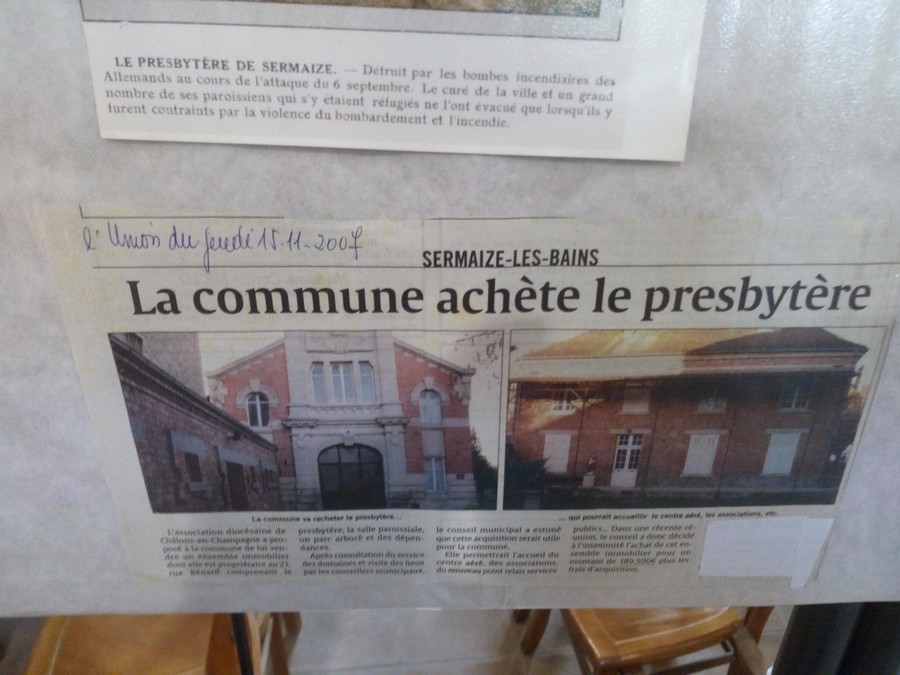 LE PRESBYTÈRE DE SERMAIZE. — Détruit par les bombes incendiaires des
Allemands au cours de l'attaque du 6 septembre. Le curé de la ville et un grand
nombre de ses paroissiens qui s'y étaient réfugiés ne l'ont évacué que lorsqu'ils y
furent contraints par la violence du bombardement et l'incendie.
l'Union du jeudi 15-11-2007
SERMAIZE-LES-BAINS
La commune achète le presbytère
La commune va racheter le presbytère...
... qui pourrait accueillir le centre aéré, les associations, etc.
L'association diocésaine de
Châlons-en-Champagne a pro-
posé à la commune de lui ven-
dre un ensemble immobilier
dont elle est propriétaire au 21,
rue Bénard comprenant le
presbytère, la salle paroissiale,
un parc arboré et des dépen-
dances.
Après consultation du service
des domaines et visite des lieux
par les conseillers municipaux,
le conseil municipal a estimé
que cette acquisition serait utile
pour la commune.
Elle permettrait l'accueil du
centre aéré, des associations,
du nouveau point relais services
publics... Dans une récente ré-
union, le conseil a donc décidé
à l'unanimité l'achat de cet en-
semble immobilier pour un
montant de 189 500€ plus les
frais d'acquisition.